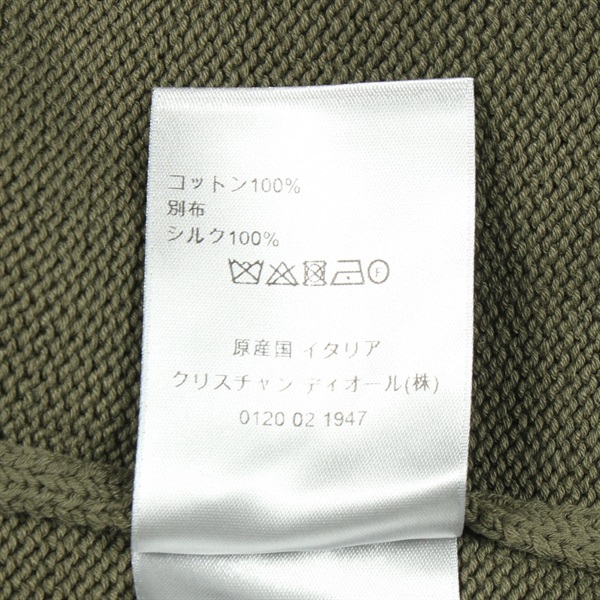 コットン100%
別布
シルク100%
F
原産国 イタリア
クリスチャン ディオール(株)
0120 02 1947